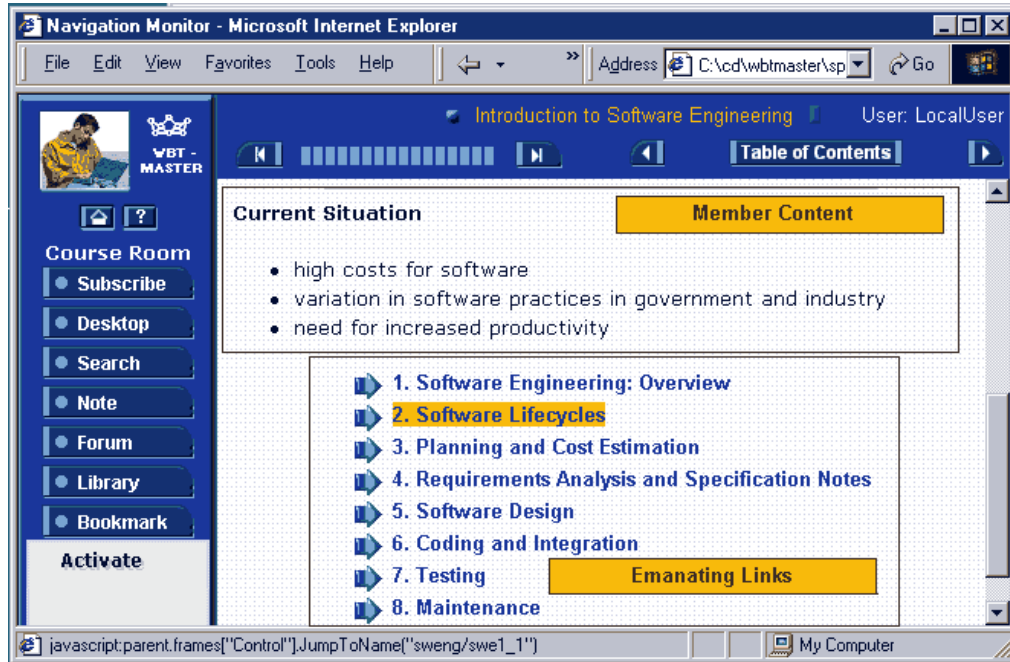 Navigation Monitor - Microsoft Internet Explorer
File Edit View Favorites Tools Help » Address C:\cd\wbtmaster\sp Go
Introduction to Software Engineering User: LocalUser
WBT -
MASTER
Table of Contents
?
Course Room
Subscribe
Desktop
Search
Note
Forum
Library
Bookmark
Activate
Current Situation Member Content
• high costs for software
• variation in software practices in government and industry
• need for increased productivity
1. Software Engineering: Overview
2. Software Lifecycles
3. Planning and Cost Estimation
4. Requirements Analysis and Specification Notes
5. Software Design
6. Coding and Integration
7. Testing Emanating Links
8. Maintenance
javascript:parent.frames["Control"].JumpToName("sweng/swe1_1") My Computer